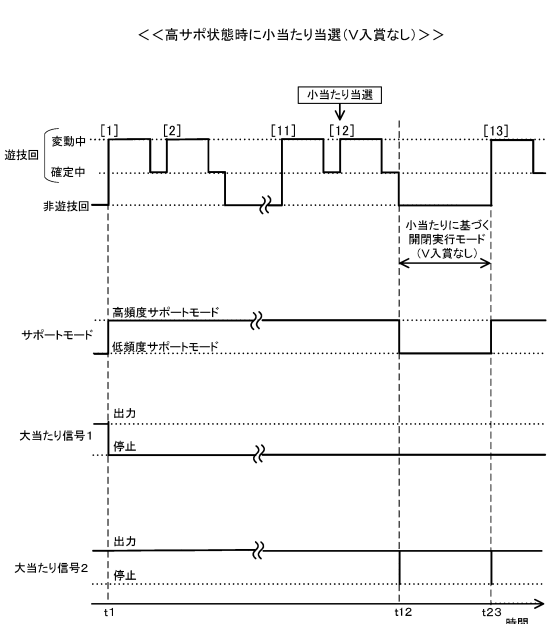 ＜＜高サポ状態時に小当たり当選(V入賞なし)＞＞
小当たり当選
[1] [2] [11] [12] [13]
遊技回
変動中
確定中
非遊技回
小当たりに基づく
開閉実行モード
(V入賞なし)
サポートモード
高頻度サポートモード
低頻度サポートモード
大当たり信号1
出力
停止
大当たり信号2
出力
停止
t1 t12 t23
時間